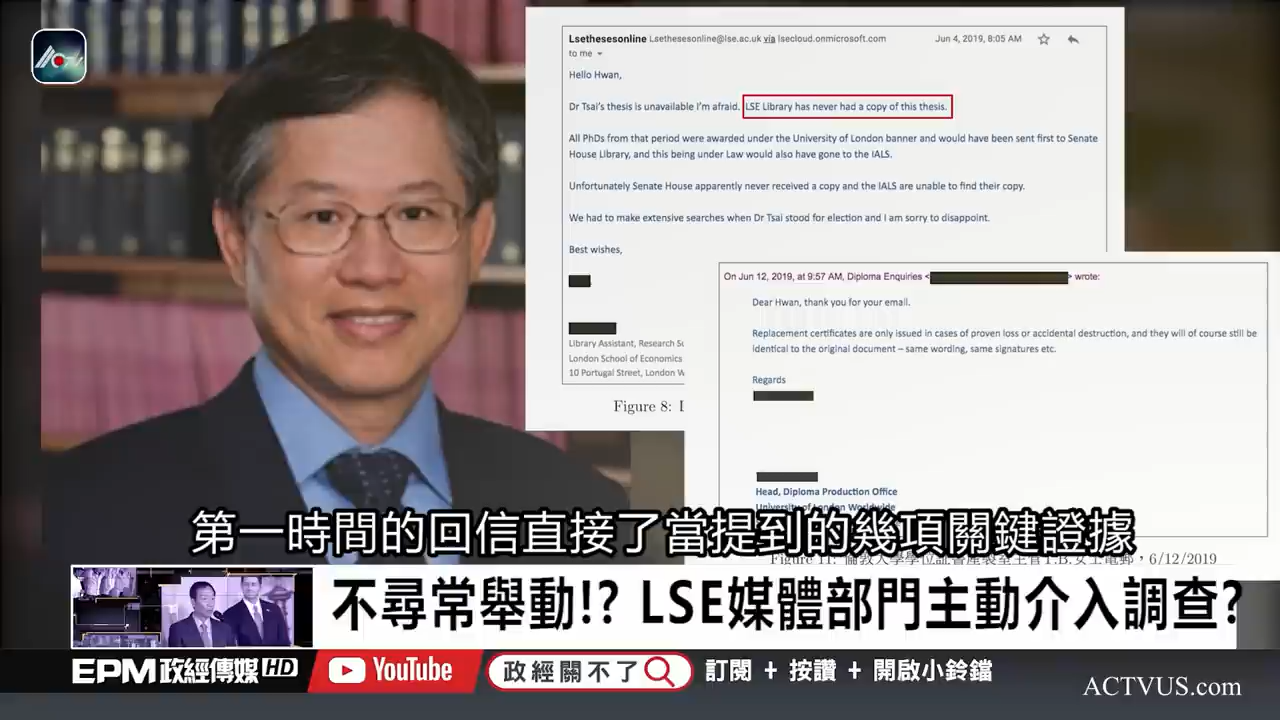 Lsethesesonline Lsethesesonline@lse.ac.uk via lsecloud.onmicrosoft.com
Jun 4, 2019, 8:05 AM
to me
Hello Hwan,
Dr Tsai's thesis is unavailable I'm afraid. LSE Library has never had a copy of this thesis.
All PhDs from that period were awarded under the University of London banner and would have been sent first to Senate
House Library, and this being under Law would also have gone to the IALS.
Unfortunately Senate House apparently never received a copy and the IALS are unable to find their copy.
We had to make extensive searches when Dr Tsai stood for election and I am sorry to disappoint.
Best wishes,
Library Assistant, Research
London School of Economics
10 Portugal Street, London
Figure 8:
On Jun 12, 2019, at 9:57 AM, Diploma Enquiries < > wrote:
Dear Hwan, thank you for your email.
Replacement certificates are only issued in cases of proven loss or accidental destruction, and they will of course still be
identical to the original document – same wording, same signatures etc.
Regards
Head, Diploma Production Office
University of London Worldwide
6/12/2019
第一時間的回信直接了當提到的幾項關鍵證據
不尋常舉動!? LSE媒體部門主動介入調查?
EPM政經傳媒HD
YouTube
政經關不了
訂閱 + 按讚 + 開啟小鈴鐺
ACTVUS.com